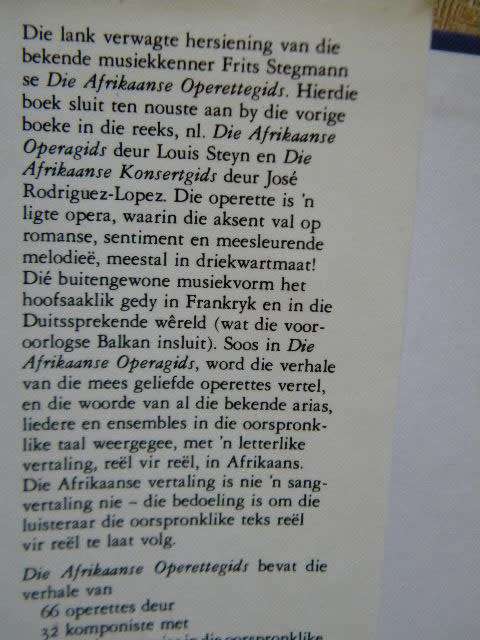 Die lank verwagte hersiening van die
bekende musiekkenner Frits Stegmann
se Die Afrikaanse Operettegids. Hierdie
boek sluit ten nouste aan by die vorige
boeke in die reeks, nl. Die Afrikaanse
Operagids deur Louis Steyn en Die
Afrikaanse Konsertgids deur José
Rodriguez-Lopez. Die operette is 'n
ligte opera, waarin die aksent val op
romanse, sentiment en meesleurende
melodieë, meestal in driekwartmaat!
Dié buitengewone musiekvorm het
hoofsaaklik gedy in Frankryk en in die
Duitssprekende wêreld (wat die voor-
oorlogse Balkan insluit). Soos in Die
Afrikaanse Operagids, word die verhale
van die mees geliefde operettes vertel,
en die woorde van al die bekende arias,
liedere en ensembles in die oorspronk-
like taal weergegee, met 'n letterlike
vertaling, reël vir reël, in Afrikaans.
Die Afrikaanse vertaling is nie 'n sang-
vertaling nie – die bedoeling is om die
luisteraar die oorspronklike teks reël
vir reël te laat volg.
Die Afrikaanse Operettegids bevat die
verhale van
66 operettes deur
32 komponiste met
in die oorspronklike